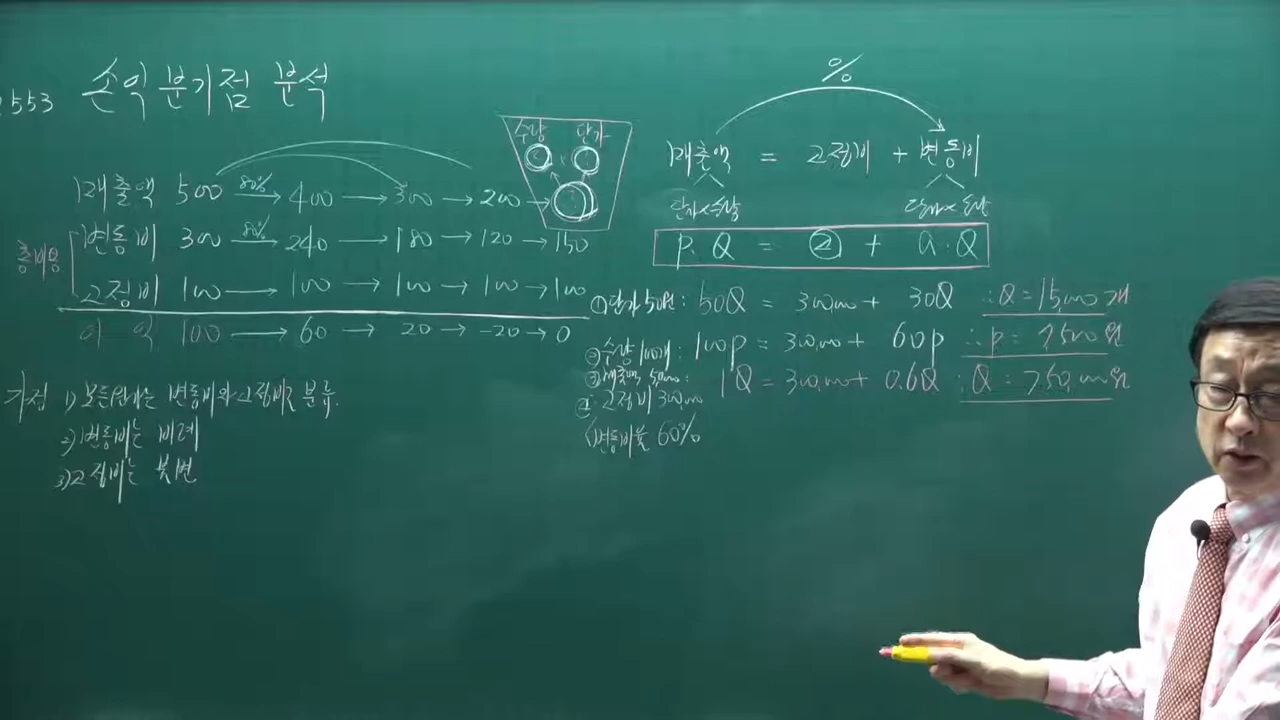 553 손익분기점 분석
매출액 500 80%→ 400 → 300 → 200 →
수량 단가
총비용
변동비 300 80%→ 240 → 180 → 120 → 150
고정비 100 → 100 → 100 → 100 → 100
이 익 100 → 60 → 20 → -20 → 0
가정 1) 모든원가는 변동비와 고정비로 분류.
2) 변동비는 비례
3) 고정비는 불변
%
매출액 = 고정비 + 변동비
단가×수량 단가×수량
P·Q = ② + a·Q
① 단가 50원: 50Q = 300,000 + 30Q ∴Q = 15,000개
② 수량 100개: 100p = 300,000 + 60p ∴p = 7,500원
③ 매출액 50,000: 1Q = 300,000 + 0.6Q ∴Q = 750,000원
고정비 300,000
변동비율 60%